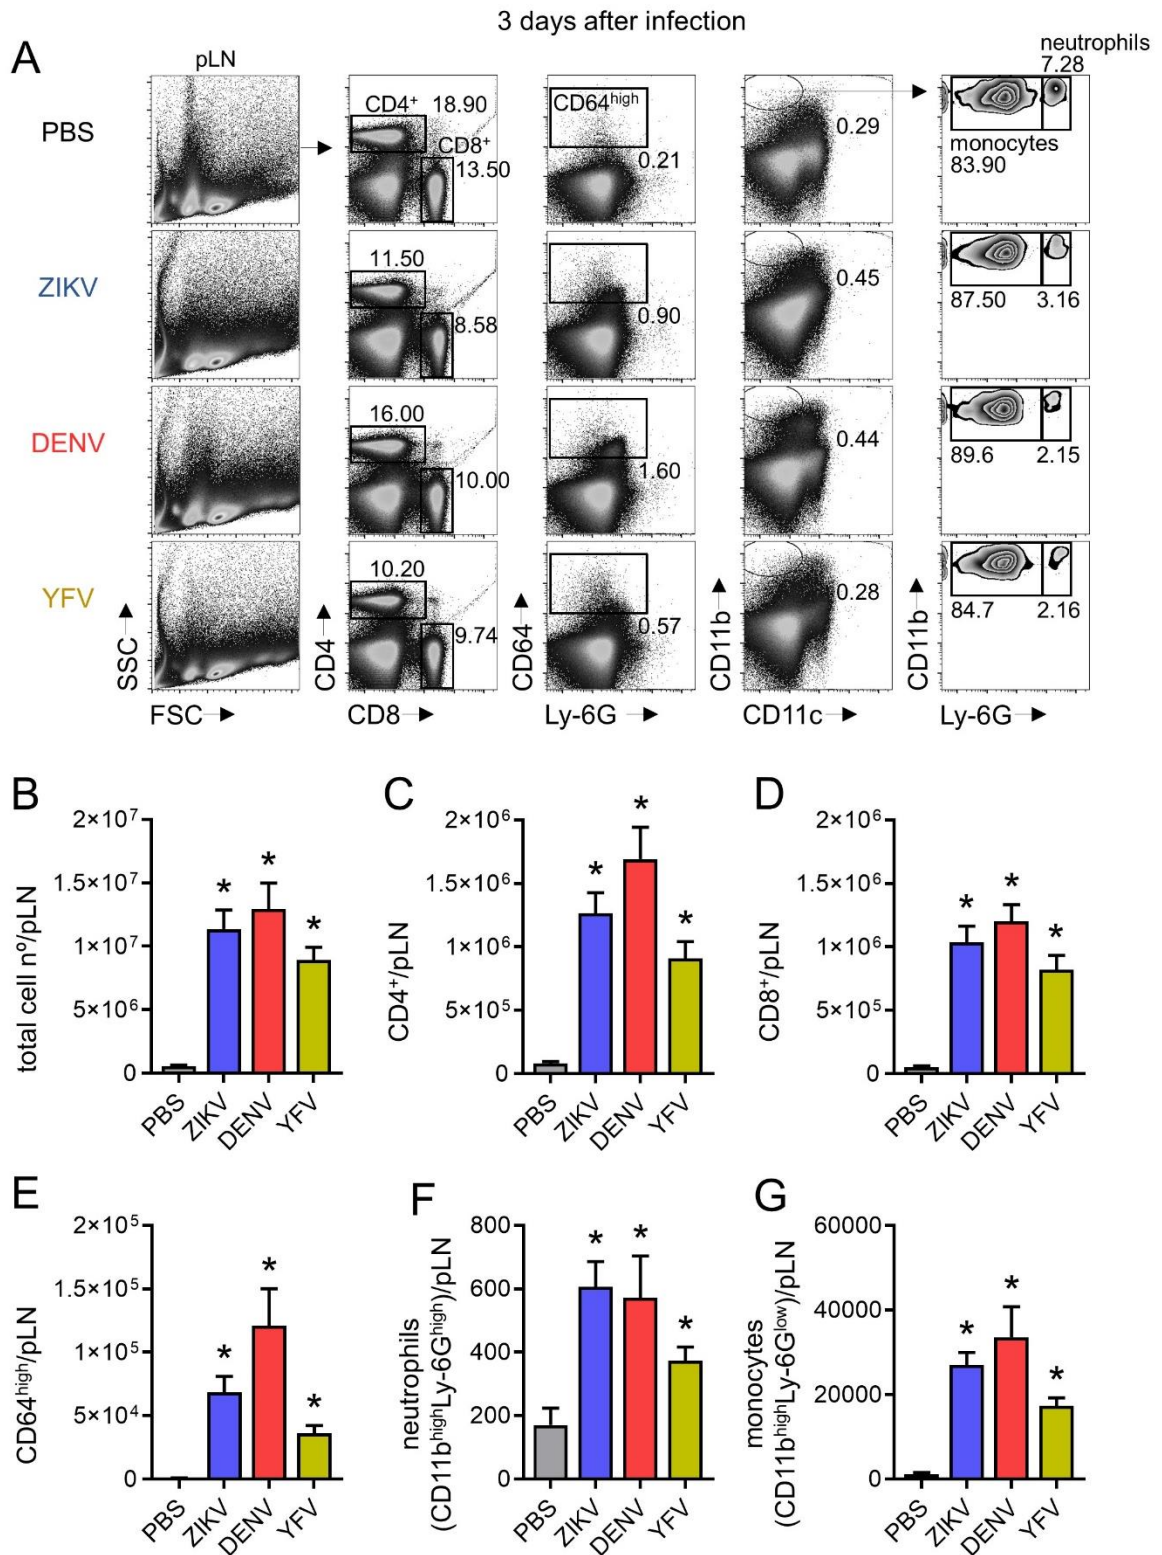 3 days after infection
A
pLN
neutrophils
7.28
PBS
CD4⁺
18.90
CD8⁺
13.50
CD64ʰⁱᵍʰ
0.21
0.29
monocytes
83.90
ZIKV
11.50
8.58
0.90
0.45
87.50
3.16
DENV
16.00
10.00
1.60
0.44
89.6
2.15
YFV
10.20
9.74
0.57
0.28
84.7
2.16
SSC
CD4
CD64
CD11b
CD11b
FSC
CD8
Ly-6G
CD11c
Ly-6G
B
total cell nº/pLN
2×10⁷
1.5×10⁷
1×10⁷
5×10⁶
0
*
*
*
PBS
ZIKV
DENV
YFV
C
CD4⁺/pLN
2×10⁶
1.5×10⁶
1×10⁶
5×10⁵
0
*
*
*
PBS
ZIKV
DENV
YFV
D
CD8⁺/pLN
2×10⁶
1.5×10⁶
1×10⁶
5×10⁵
0
*
*
*
PBS
ZIKV
DENV
YFV
E
CD64ʰⁱᵍʰ/pLN
2×10⁵
1.5×10⁵
1×10⁵
5×10⁴
0
*
*
*
PBS
ZIKV
DENV
YFV
F
neutrophils
(CD11bʰⁱᵍʰLy-6Gʰⁱᵍʰ)/pLN
800
600
400
200
0
*
*
*
PBS
ZIKV
DENV
YFV
G
monocytes
(CD11bʰⁱᵍʰLy-6Gˡᵒʷ)/pLN
60000
40000
20000
0
*
*
*
PBS
ZIKV
DENV
YFV